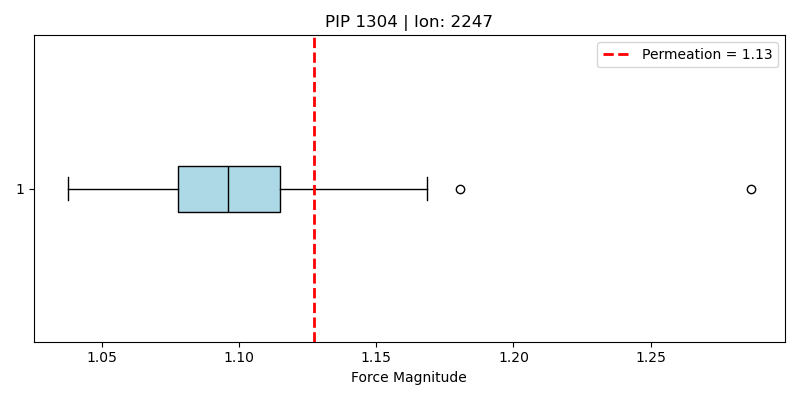 PIP 1304 | Ion: 2247
Permeation = 1.13
1
1.05 1.10 1.15 1.20 1.25
Force Magnitude